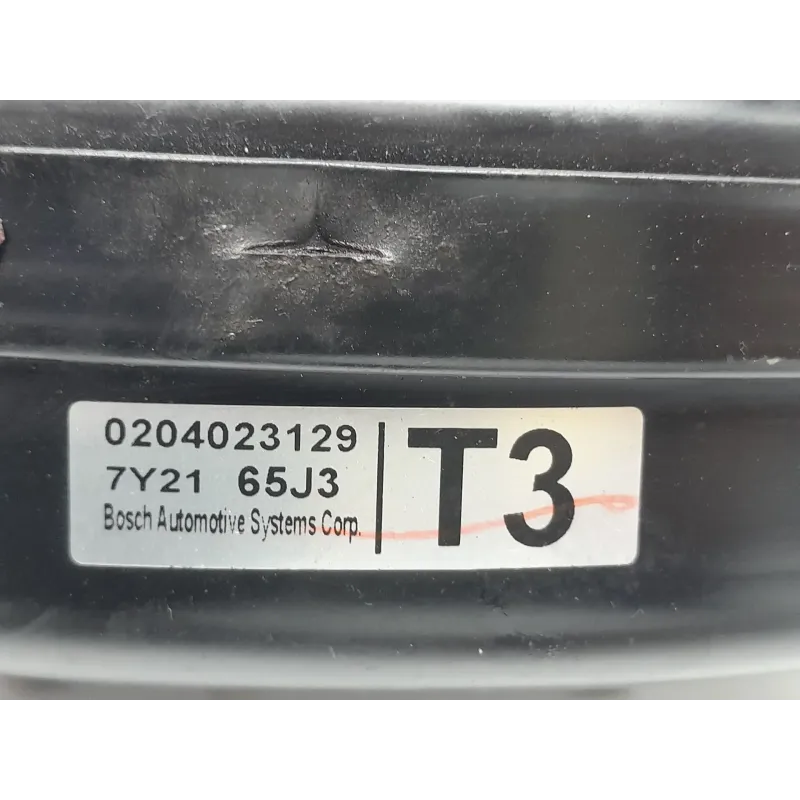 0204023129
7Y21 65J3
Bosch Automotive Systems Corp.
T3